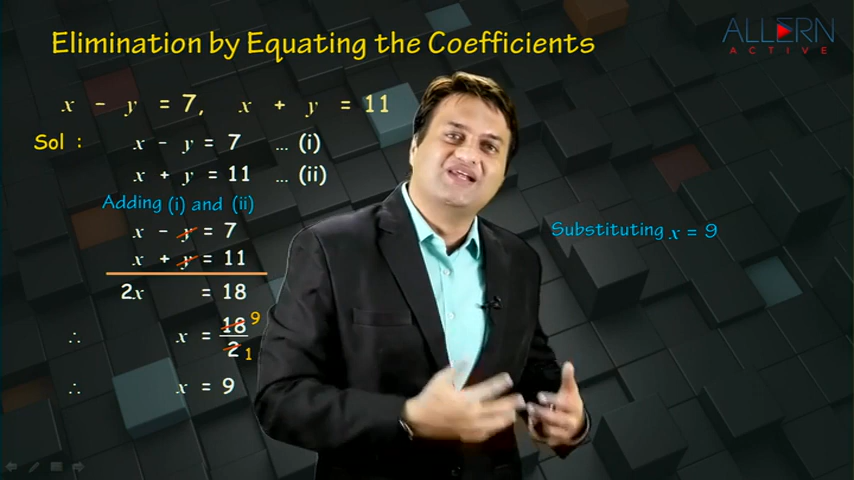 Elimination by Equating the Coefficients
ALLERN
ACTIVE
x - y = 7, x + y = 11
Sol : x - y = 7 ... (i)
x + y = 11 ... (ii)
Adding (i) and (ii)
x - y = 7
x + y = 11
2x = 18
∴ x = 18/2 9 1
∴ x = 9
Substituting x = 9